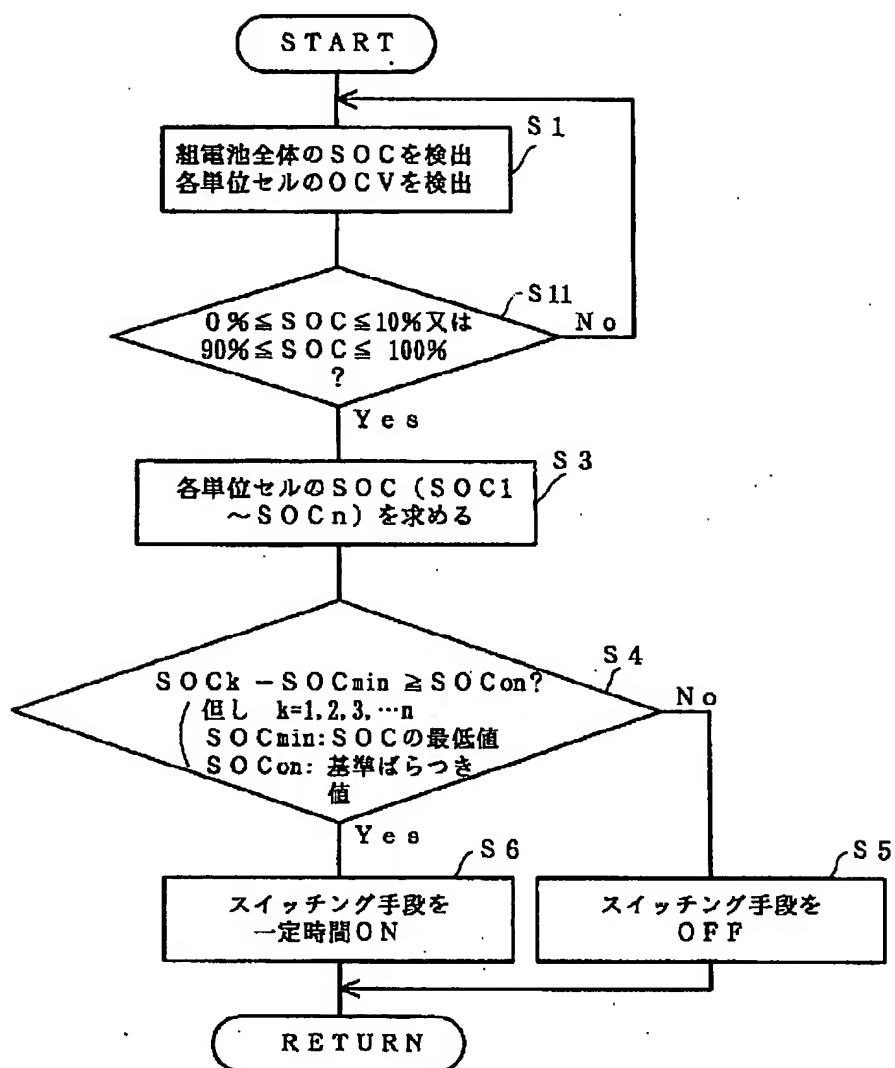 START
S1
組電池全体のSOCを検出
各単位セルのOCVを検出
S11
0%≦SOC≦10%又は
90%≦SOC≦ 100%
?
No
Yes
S3
各単位セルのSOC(SOC1
~SOCn)を求める
S4
SOCk-SOCmin≧SOCon?
但し k=1,2,3,…n
SOCmin:SOCの最低値
SOCon:基準ばらつき
値
No
Yes
S6
スイッチング手段を
一定時間ON
S5
スイッチング手段を
OFF
RETURN